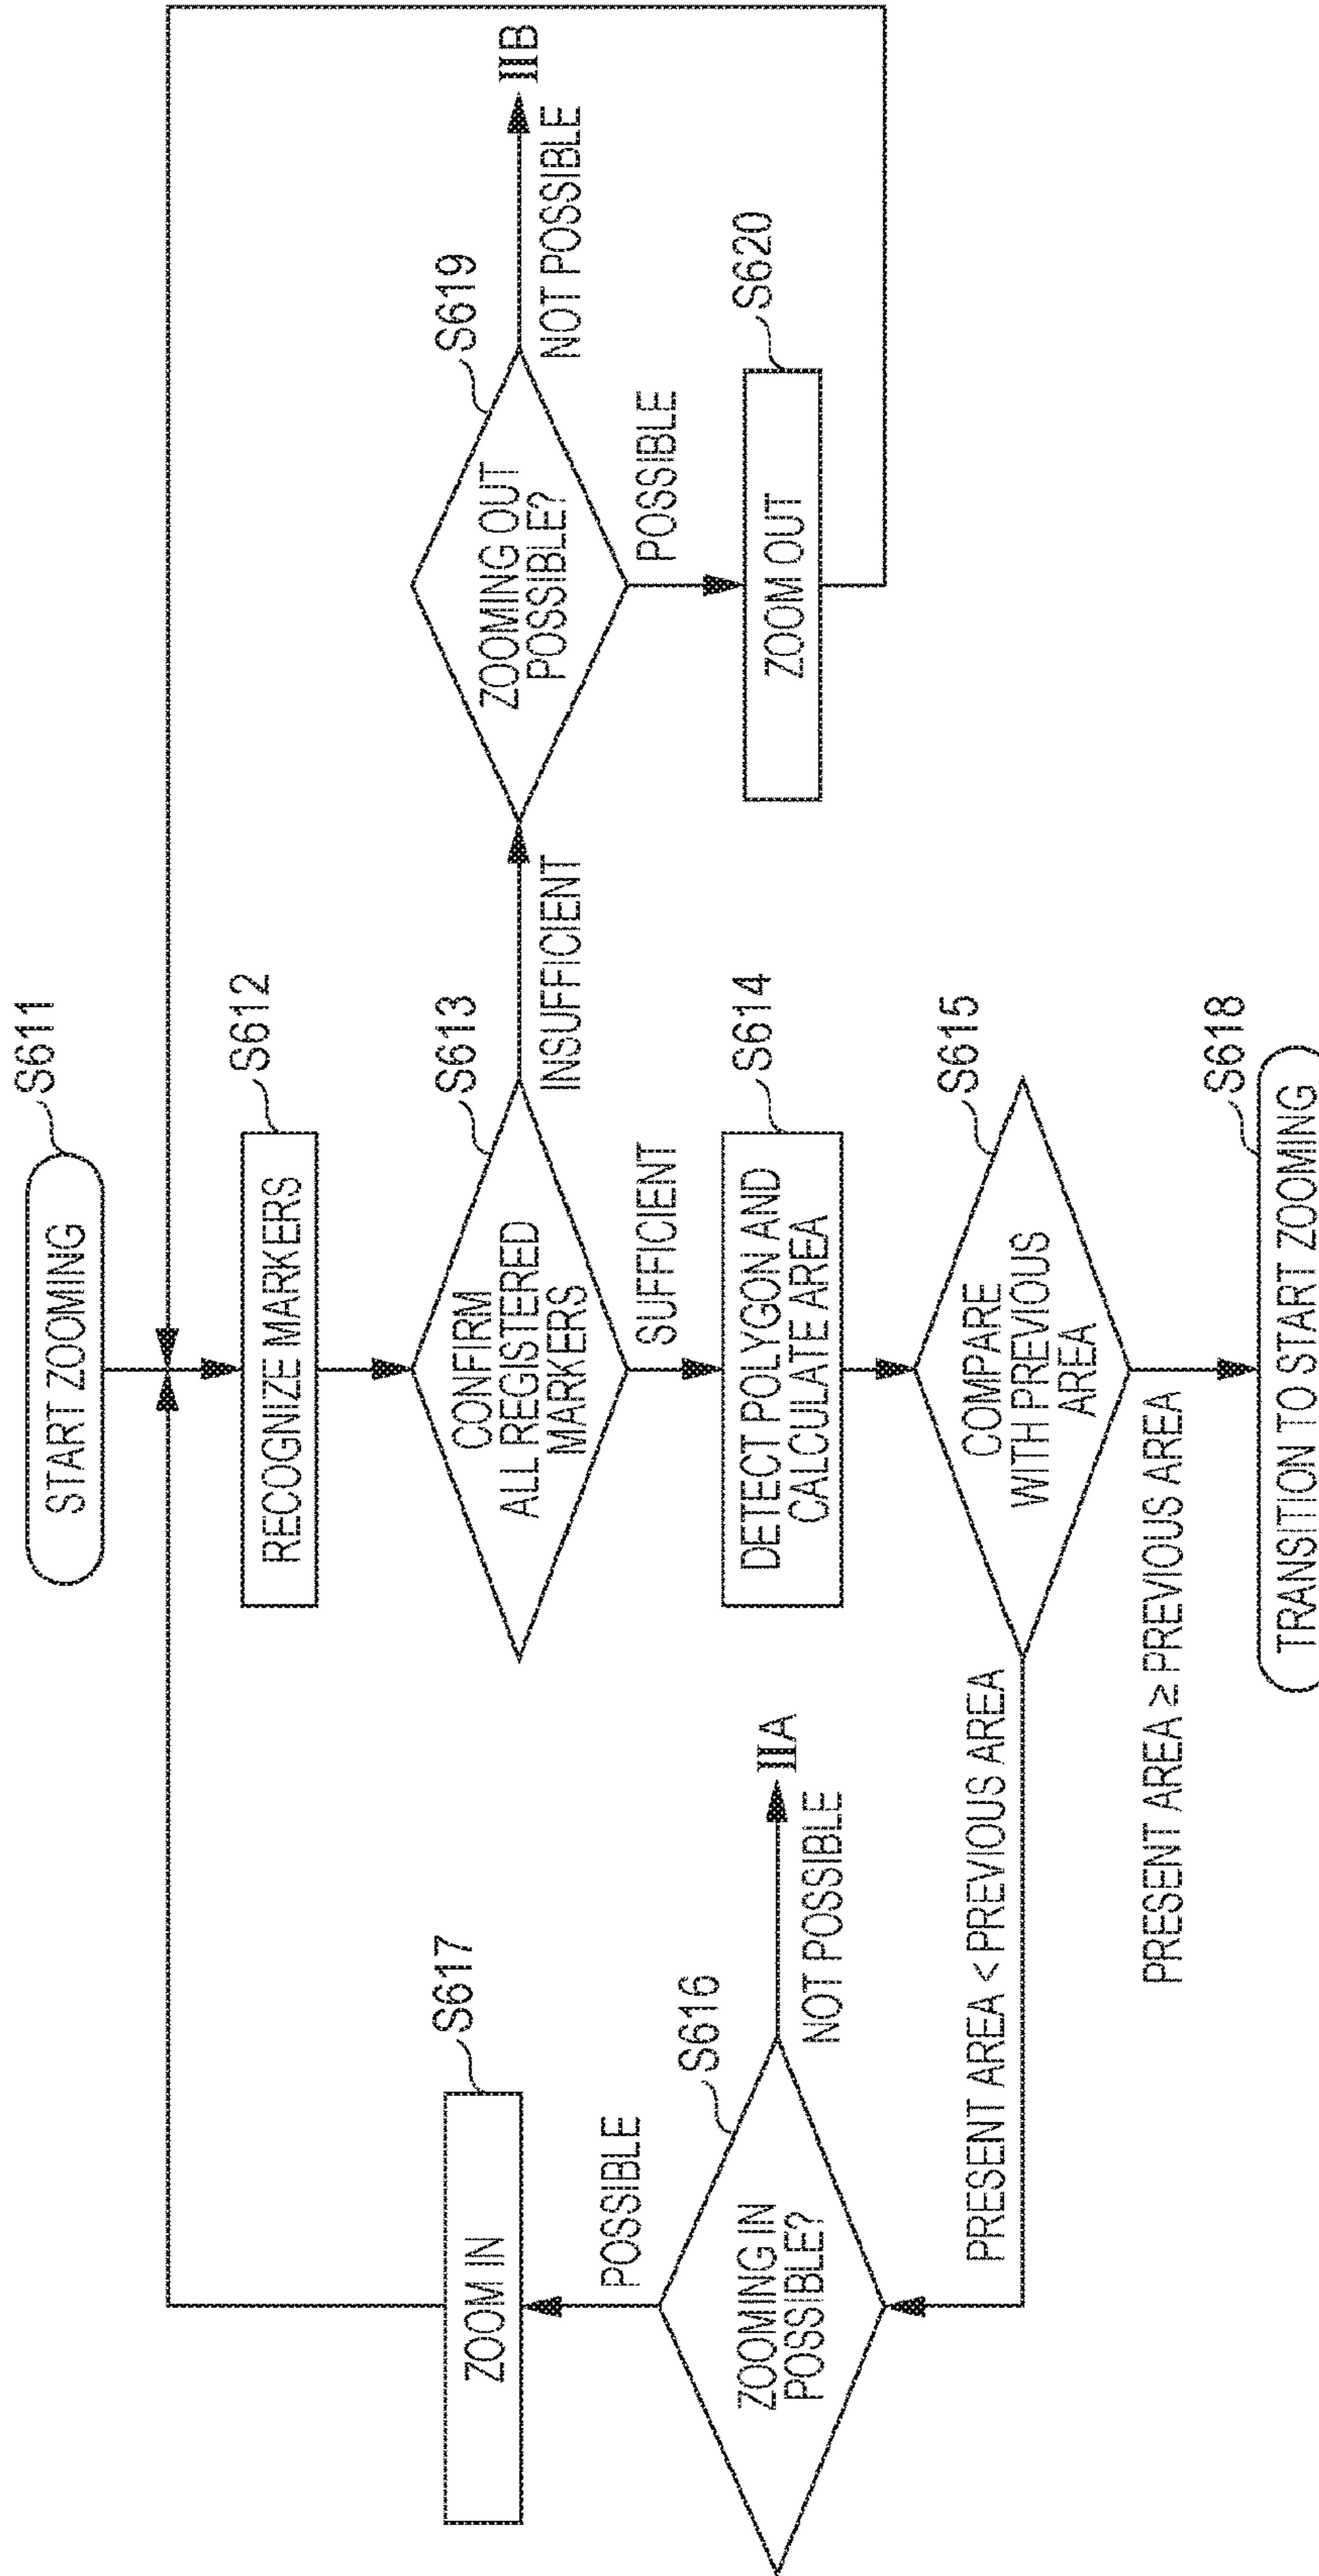 START ZOOMING
S611
RECOGNIZE MARKERS
S612
CONFIRM
ALL REGISTERED
MARKERS
S613
INSUFFICIENT
SUFFICIENT
ZOOMING OUT
POSSIBLE?
S619
NOT POSSIBLE
IIB
POSSIBLE
ZOOM OUT
S620
DETECT POLYGON AND
CALCULATE AREA
S614
COMPARE
WITH PREVIOUS
AREA
S615
PRESENT AREA < PREVIOUS AREA
PRESENT AREA ≥ PREVIOUS AREA
ZOOMING IN
POSSIBLE?
S616
NOT POSSIBLE
IIA
POSSIBLE
ZOOM IN
S617
TRANSITION TO START ZOOMING
S618